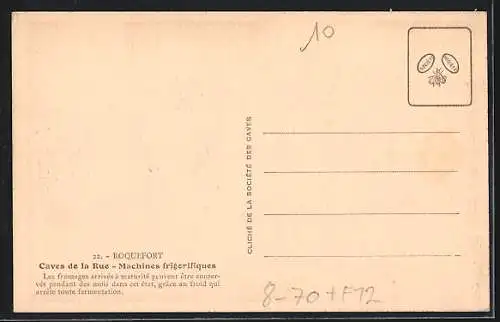 10
22. - ROQUEFORT
Caves de la Rue - Machines frigorifiques
Les fromages arrivés à maturité peuvent être conser-
vés pendant des mois dans cet état, grâce au froid qui
arrête toute fermentation.
CLICHÉ DE LA SOCIÉTÉ DES CAVES
8-70+F12